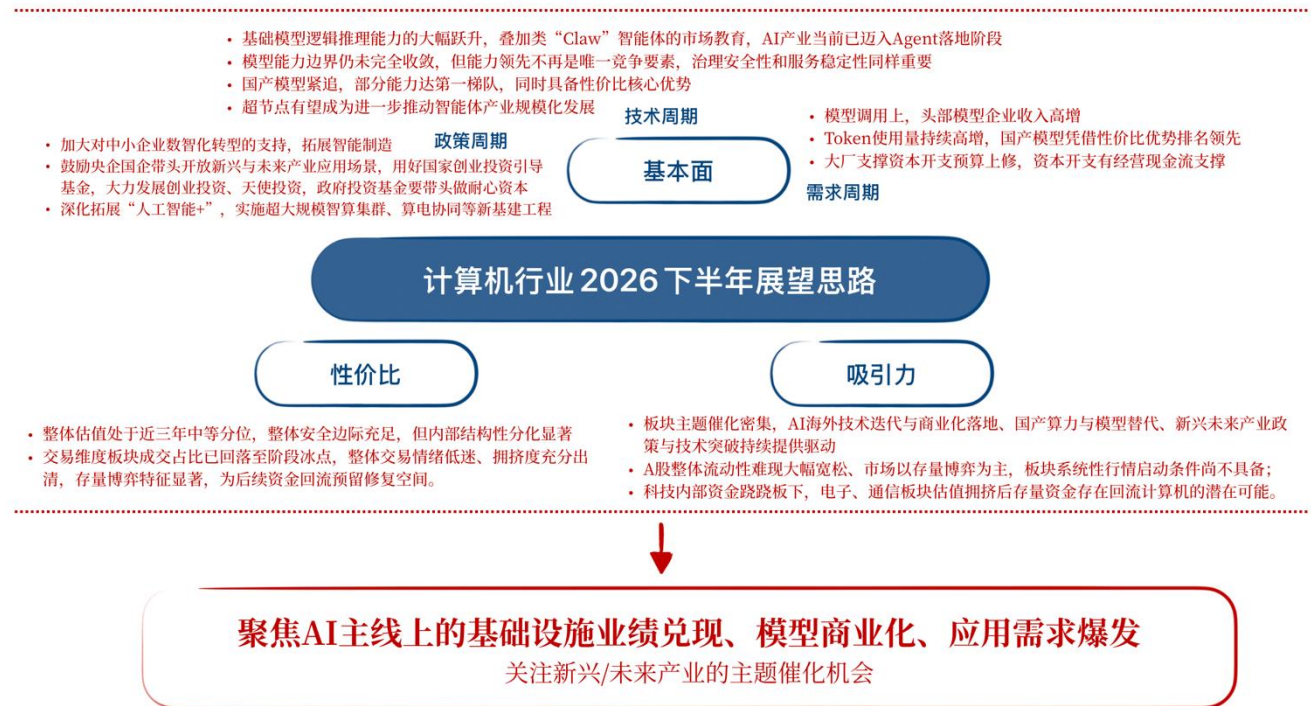 • 基础模型逻辑推理能力的大幅跃升，叠加类“Claw”智能体的市场教育，AI产业当前已迈入Agent落地阶段
• 模型能力边界仍未完全收敛，但能力领先不再是唯一竞争要素，治理安全性和服务稳定性同样重要
• 国产模型紧追，部分能力达第一梯队，同时具备性价比核心优势
• 超节点有望成为进一步推动智能体产业规模化发展
技术周期
政策周期
• 加大对中小企业数智化转型的支持，拓展智能制造
• 鼓励央企国企带头开放新兴与未来产业应用场景，用好国家创业投资引导
基金，大力发展创业投资、天使投资，政府投资基金要带头做耐心资本
• 深化拓展“人工智能+”，实施超大规模智算集群、算电协同等新基建工程
基本面
• 模型调用上，头部模型企业收入高增
• Token使用量持续高增，国产模型凭借性价比优势排名领先
• 大厂支撑资本开支预算上修，资本开支有经营现金流支撑
需求周期
计算机行业2026下半年展望思路
性价比
• 整体估值处于近三年中等分位，整体安全边际充足，但内部结构性分化显著
• 交易维度板块成交占比已回落至阶段冰点，整体交易情绪低迷、拥挤度充分出
清，存量博弈特征显著，为后续资金回流预留修复空间。
吸引力
• 板块主题催化密集，AI海外技术迭代与商业化落地、国产算力与模型替代、新兴未来产业政
策与技术突破持续提供驱动
• A股整体流动性难现大幅宽松、市场以存量博弈为主，板块系统性行情启动条件尚不具备；
• 科技内部资金跷跷板下，电子、通信板块估值拥挤后存量资金存在回流计算机的潜在可能。
聚焦AI主线上的基础设施业绩兑现、模型商业化、应用需求爆发
关注新兴/未来产业的主题催化机会